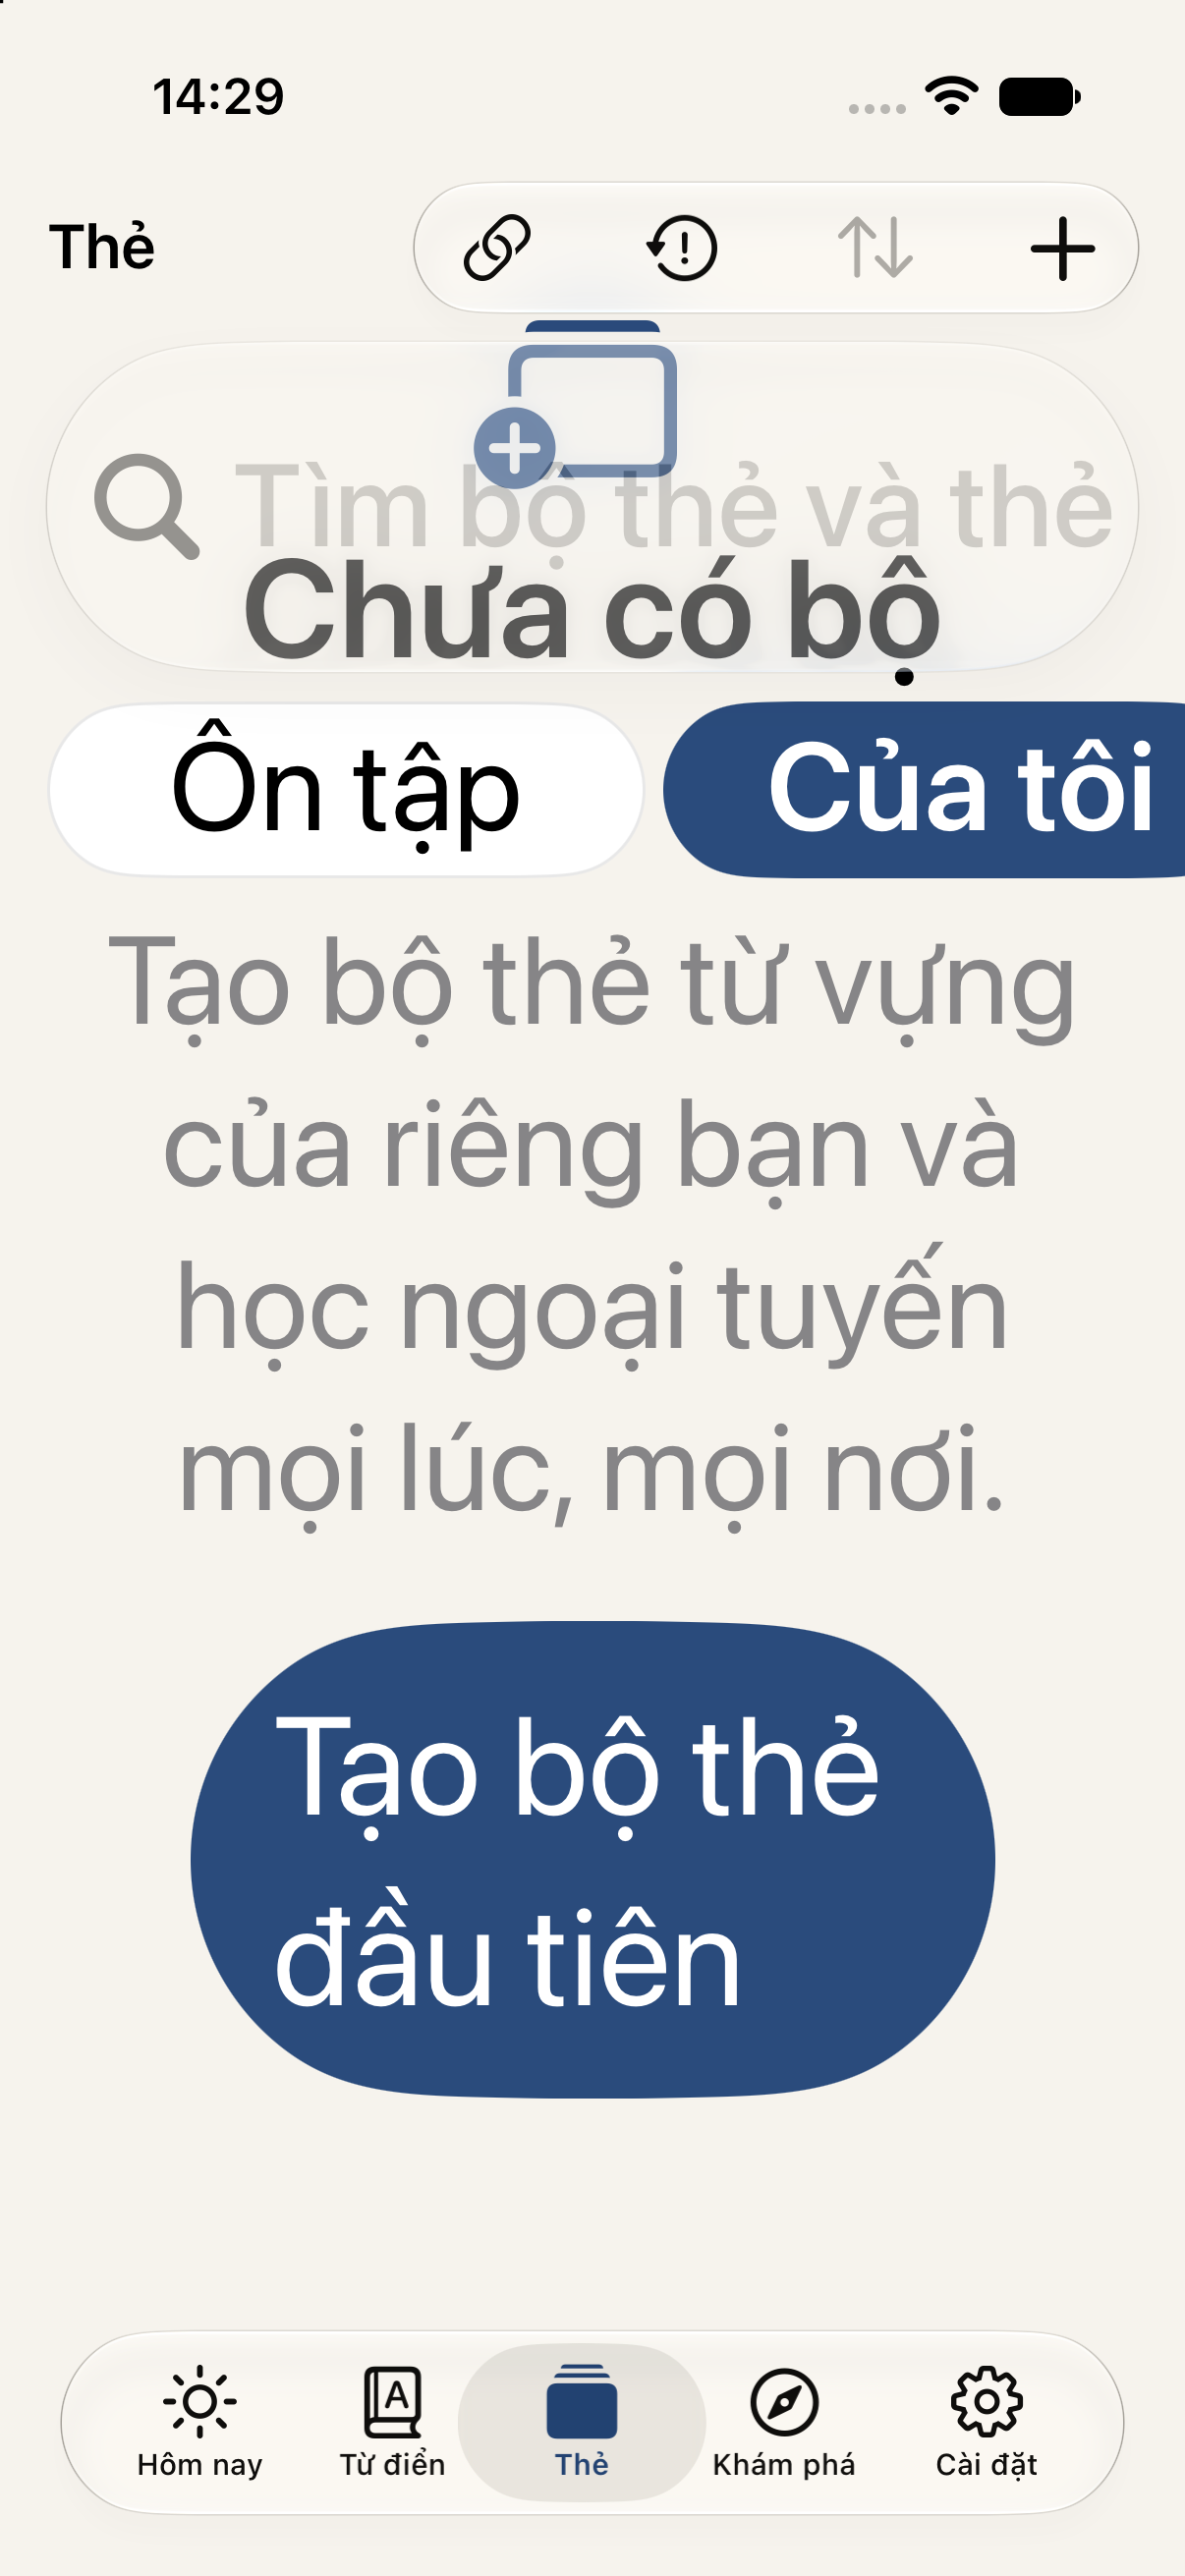 14:29
Thẻ
Tìm bộ thẻ và thẻ
Chưa có bộ
Ôn tập
Của tôi
Tạo bộ thẻ từ vựng
của riêng bạn và
học ngoại tuyến
mọi lúc, mọi nơi.
Tạo bộ thẻ
đầu tiên
Hôm nay
Từ điển
Thẻ
Khám phá
Cài đặt